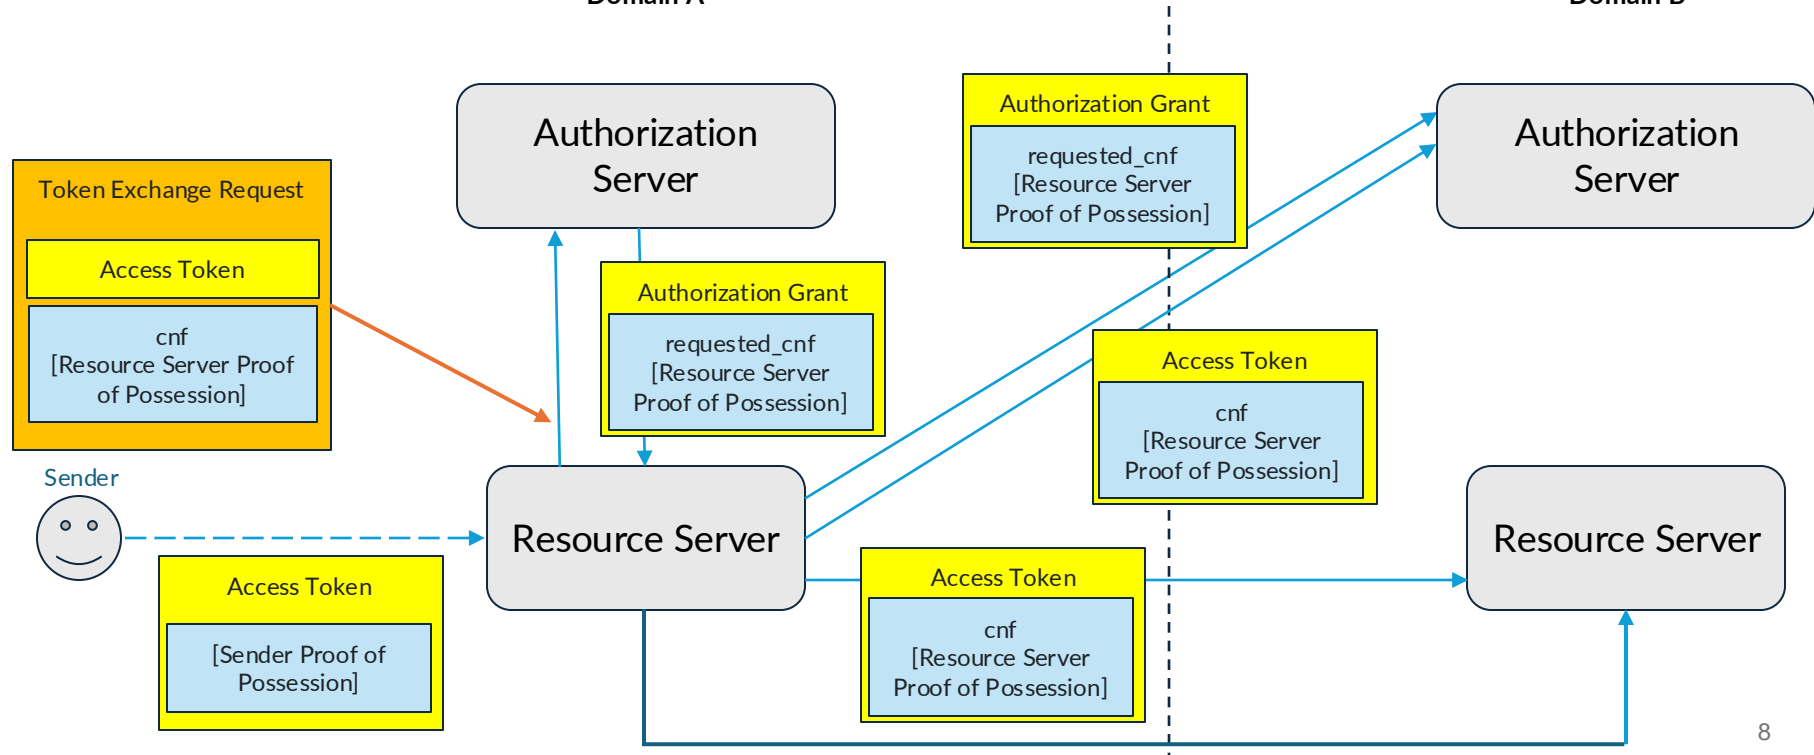 Domain A
Domain B
Authorization Grant
requested_cnf
[Resource Server
Proof of Possession]
Authorization
Server
Authorization
Server
Token Exchange Request
Access Token
cnf
[Resource Server Proof
of Possession]
Authorization Grant
requested_cnf
[Resource Server
Proof of Possession]
Access Token
cnf
[Resource Server
Proof of Possession]
Sender
Resource Server
Resource Server
Access Token
[Sender Proof of
Possession]
Access Token
cnf
[Resource Server
Proof of Possession]
8